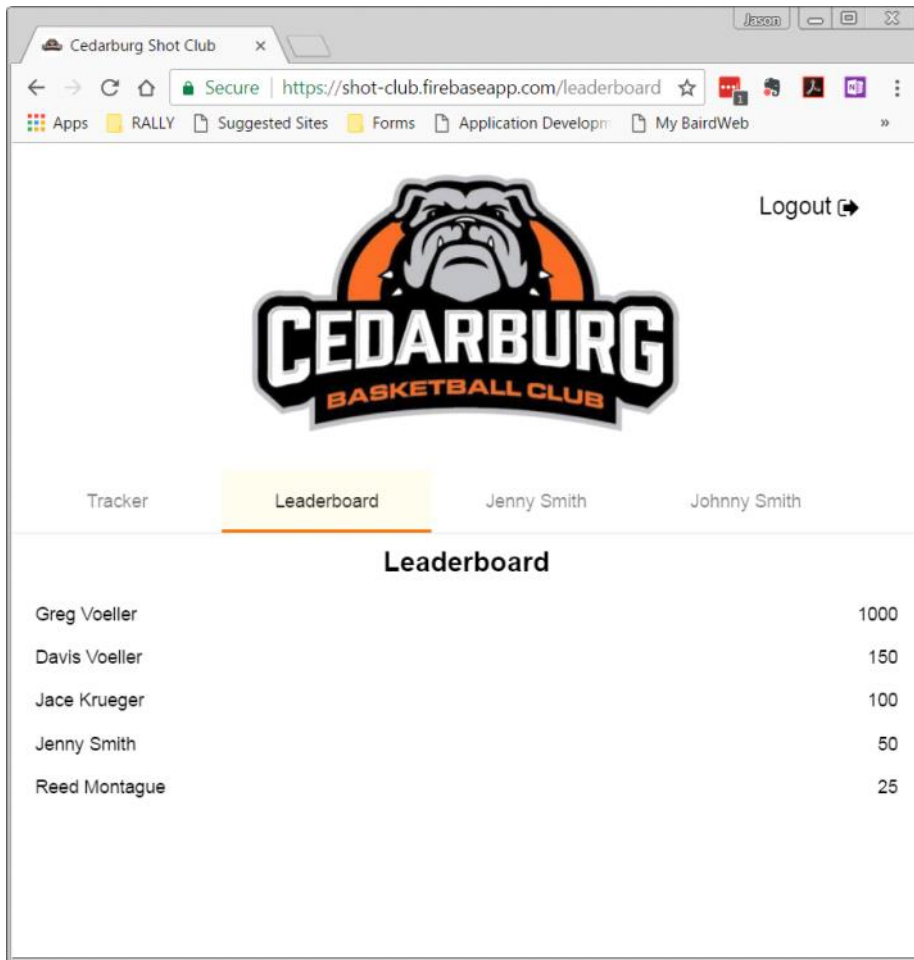 Jason
Cedarburg Shot Club
Secure | https://shot-club.firebaseapp.com/leaderboard
1
N
Apps RALLY Suggested Sites Forms Application Developm My BairdWeb »
Logout
CEDARBURG
BASKETBALL CLUB
Tracker Leaderboard Jenny Smith Johnny Smith
Leaderboard
Greg Voeller 1000
Davis Voeller 150
Jace Krueger 100
Jenny Smith 50
Reed Montague 25